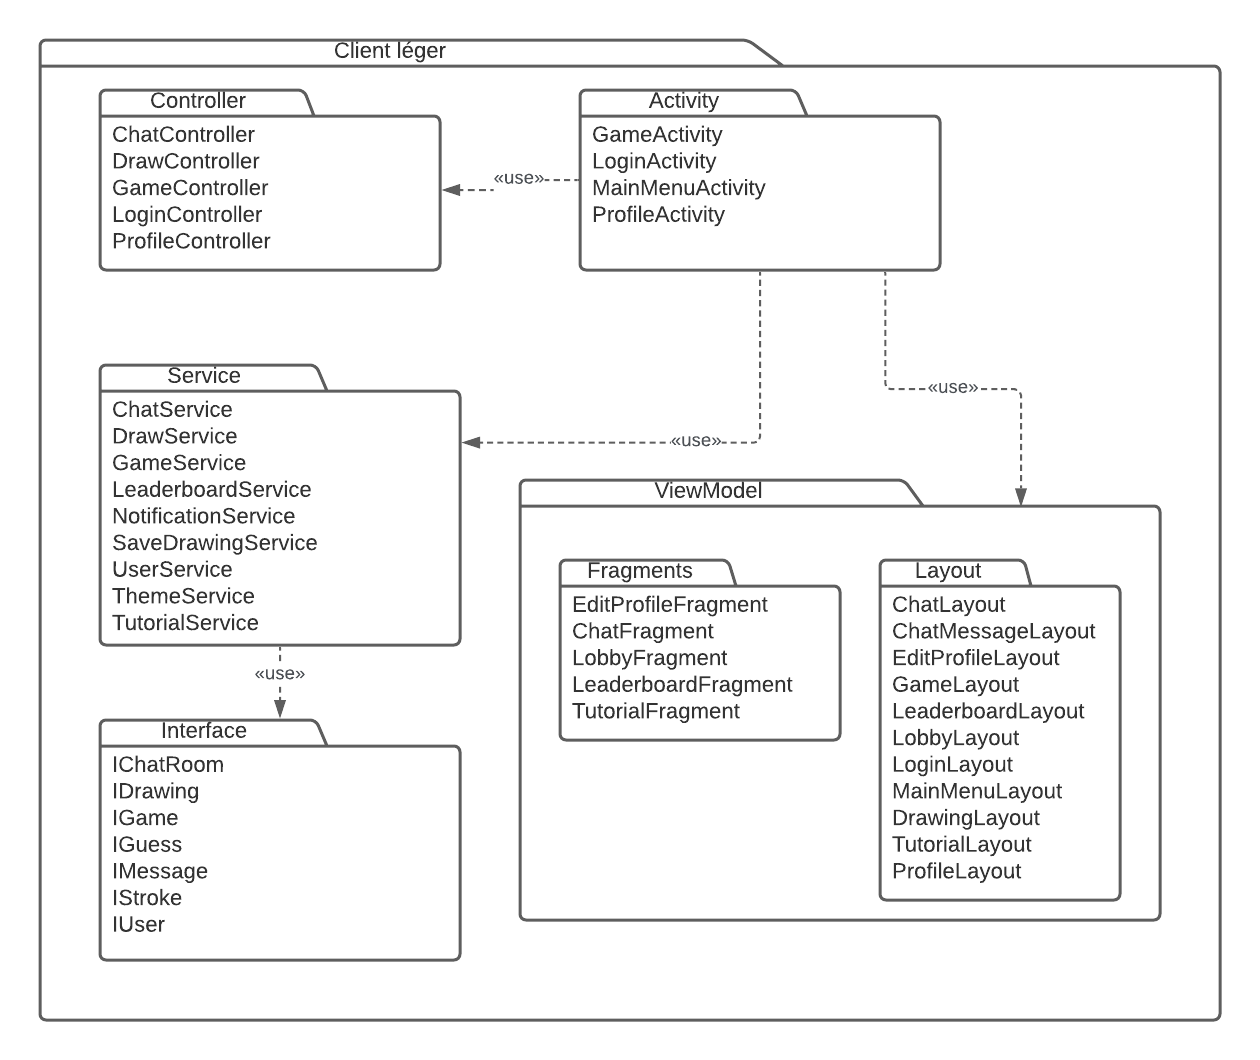 Client léger
Controller
ChatController
DrawController
GameController
LoginController
ProfileController
«use»
Activity
GameActivity
LoginActivity
MainMenuActivity
ProfileActivity
«use»
«use»
Service
ChatService
DrawService
GameService
LeaderboardService
NotificationService
SaveDrawingService
UserService
ThemeService
TutorialService
«use»
Interface
IChatRoom
IDrawing
IGame
IGuess
IMessage
IStroke
IUser
ViewModel
Fragments
EditProfileFragment
ChatFragment
LobbyFragment
LeaderboardFragment
TutorialFragment
Layout
ChatLayout
ChatMessageLayout
EditProfileLayout
GameLayout
LeaderboardLayout
LobbyLayout
LoginLayout
MainMenuLayout
DrawingLayout
TutorialLayout
ProfileLayout